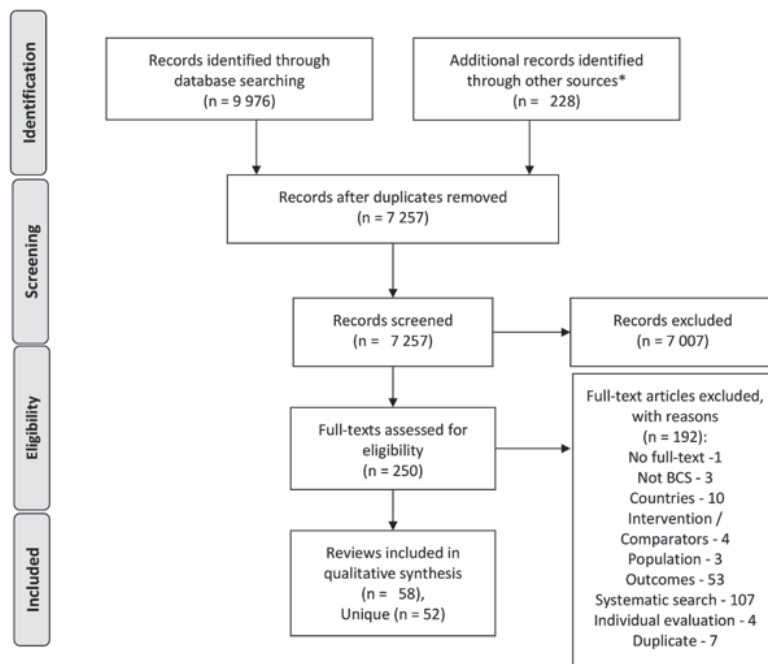 Identification
Records identified through
database searching
(n = 9 976)
Additional records identified
through other sources*
(n = 228)
Screening
Records after duplicates removed
(n = 7 257)
Records screened
(n = 7 257)
Records excluded
(n = 7 007)
Eligibility
Full-texts assessed for
eligibility
(n = 250)
Full-text articles excluded,
with reasons
(n = 192):
No full-text -1
Not BCS - 3
Countries - 10
Intervention /
Comparators - 4
Population - 3
Outcomes - 53
Systematic search - 107
Individual evaluation - 4
Duplicate - 7
Included
Reviews included in
qualitative synthesis
(n = 58),
Unique (n = 52)